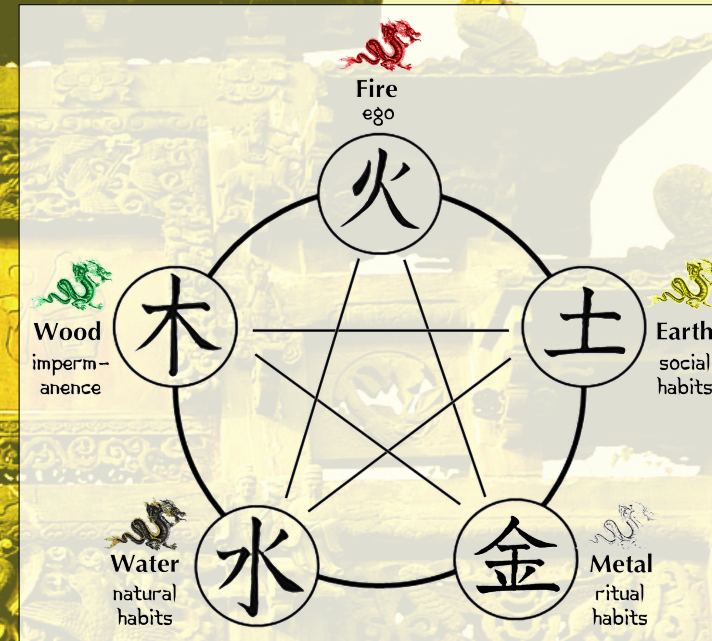 Fire
ego
火
木
土
Wood
imperm-
anence
Earth
social
habits
水
金
Water
natural
habits
Metal
ritual
habits